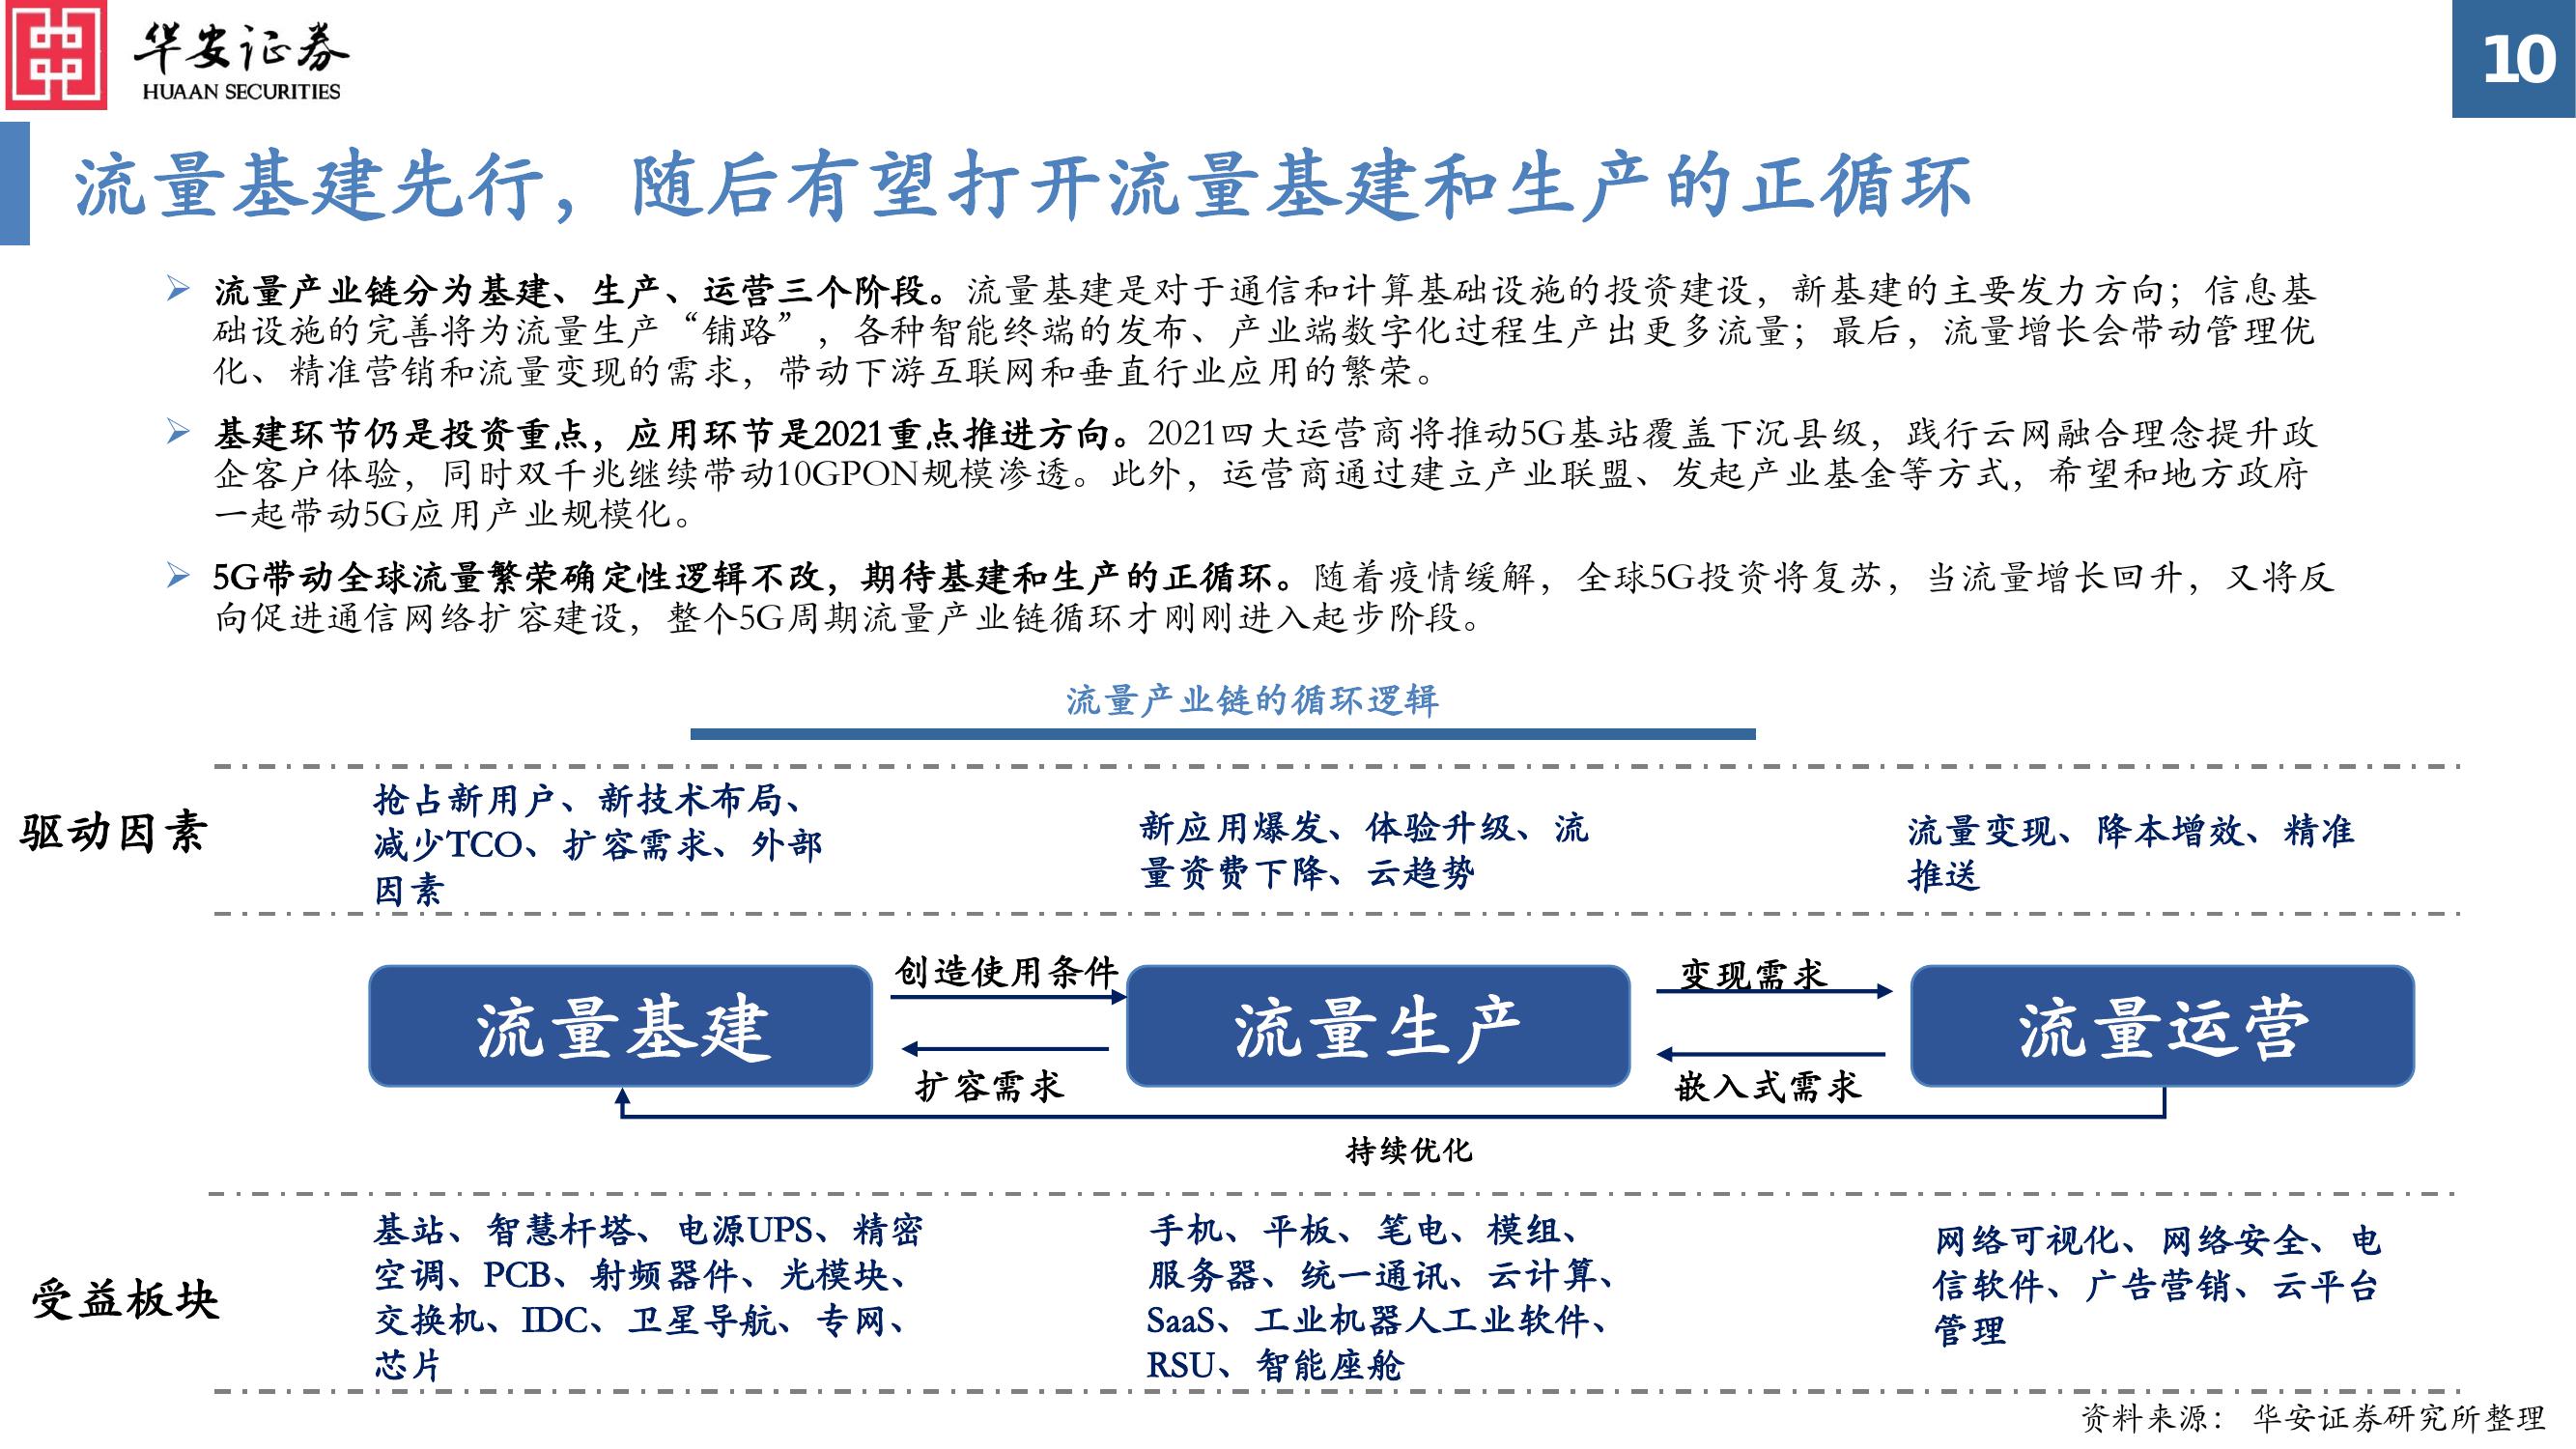 华安证券
HUAAN SECURITIES
10
流量基建先行，随后有望打开流量基建和生产的正循环
流量产业链分为基建、生产、运营三个阶段。流量基建是对于通信和计算基础设施的投资建设，新基建的主要发力方向；信息基
础设施的完善将为流量生产“铺路”，各种智能终端的发布、产业端数字化过程生产出更多流量；最后，流量增长会带动管理优
化、精准营销和流量变现的需求，带动下游互联网和垂直行业应用的繁荣。
基建环节仍是投资重点，应用环节是2021重点推进方向。2021四大运营商将推动5G基站覆盖下沉县级，践行云网融合理念提升政
企客户体验，同时双千兆继续带动10GPON规模渗透。此外，运营商通过建立产业联盟、发起产业基金等方式，希望和地方政府
一起带动5G应用产业规模化。
5G带动全球流量繁荣确定性逻辑不改，期待基建和生产的正循环。随着疫情缓解，全球5G投资将复苏，当流量增长回升，又将反
向促进通信网络扩容建设，整个5G周期流量产业链循环才刚刚进入起步阶段。
流量产业链的循环逻辑
驱动因素
抢占新用户、新技术布局、
减少TCO、扩容需求、外部
因素
新应用爆发、体验升级、流
量资费下降、云趋势
流量变现、降本增效、精准
推送
流量基建
创造使用条件
扩容需求
流量生产
变现需求
嵌入式需求
流量运营
持续优化
受益板块
基站、智慧杆塔、电源UPS、精密
空调、PCB、射频器件、光模块、
交换机、IDC、卫星导航、专网、
芯片
手机、平板、笔电、模组、
服务器、统一通讯、云计算、
SaaS、工业机器人工业软件、
RSU、智能座舱
网络可视化、网络安全、电
信软件、广告营销、云平台
管理
资料来源：华安证券研究所整理